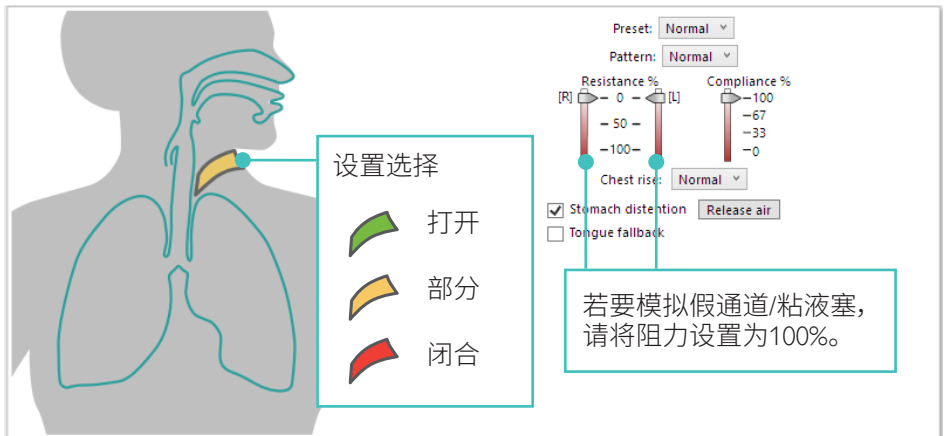 Preset: Normal
Pattern: Normal
Resistance % Compliance %
[R] 0 [L] 100
67
50 33
100 0
Chest rise: Normal
Stomach distention Release air
Tongue fallback
设置选择
打开
部分
闭合
若要模拟假通道/粘液塞，
请将阻力设置为100%。